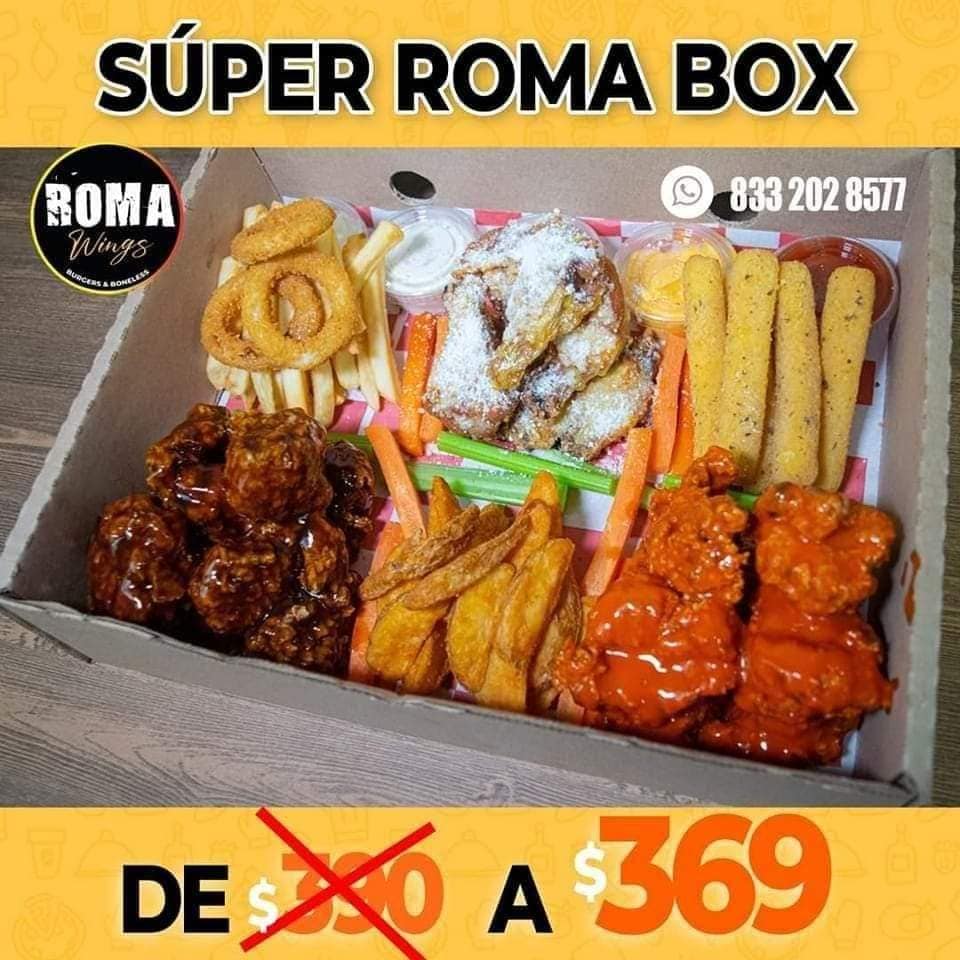 SÚPER ROMA BOX
ROMA
Wings
BURGERS & BONELESS
833 202 8577
DE $390 A $369